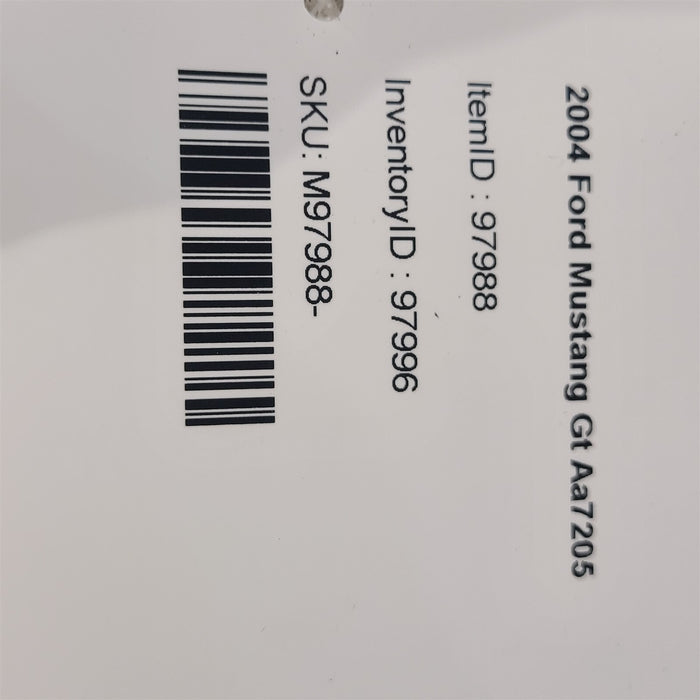 2004 Ford Mustang Gt Aa7205
ItemID : 97988
InventoryID : 97996
SKU: M97988-